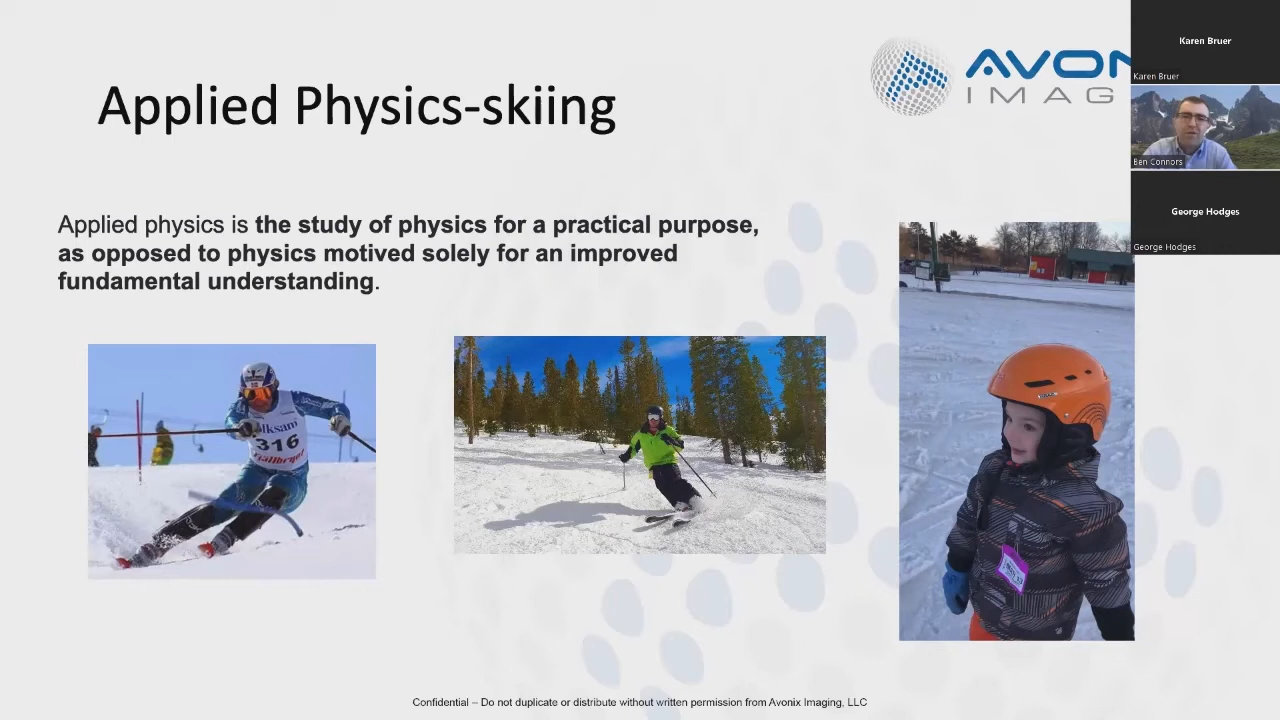 Applied Physics-skiing
AVON
IMAG
Karen Bruer
Karen Bruer
Ben Connors
George Hodges
George Hodges
Applied physics is the study of physics for a practical purpose,
as opposed to physics motived solely for an improved
fundamental understanding.
316
Confidential – Do not duplicate or distribute without written permission from Avonix Imaging, LLC